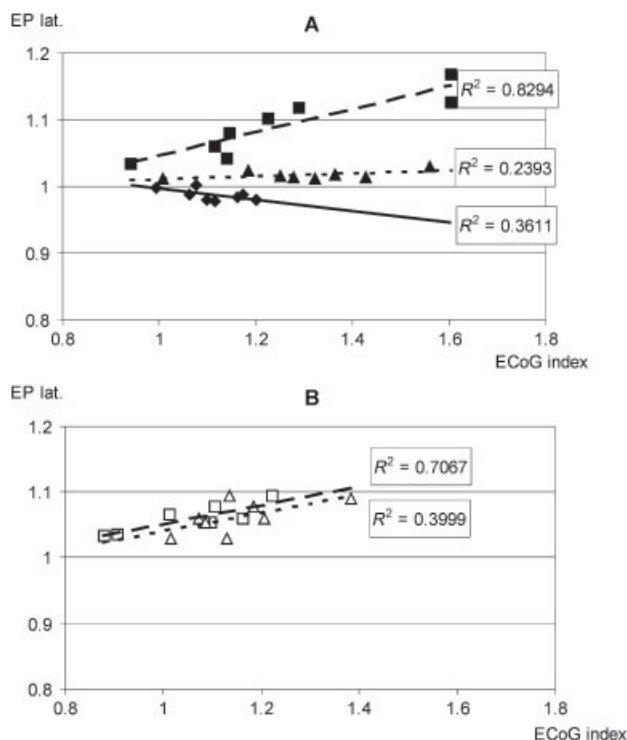 EP lat.
A
1.2
R² = 0.8294
1.1
R² = 0.2393
1
R² = 0.3611
0.9
0.8
0.8 1 1.2 1.4 1.6 1.8
ECoG index
EP lat.
B
1.2
R² = 0.7067
1.1
R² = 0.3999
1
0.9
0.8
0.8 1 1.2 1.4 1.6 1.8
ECoG index